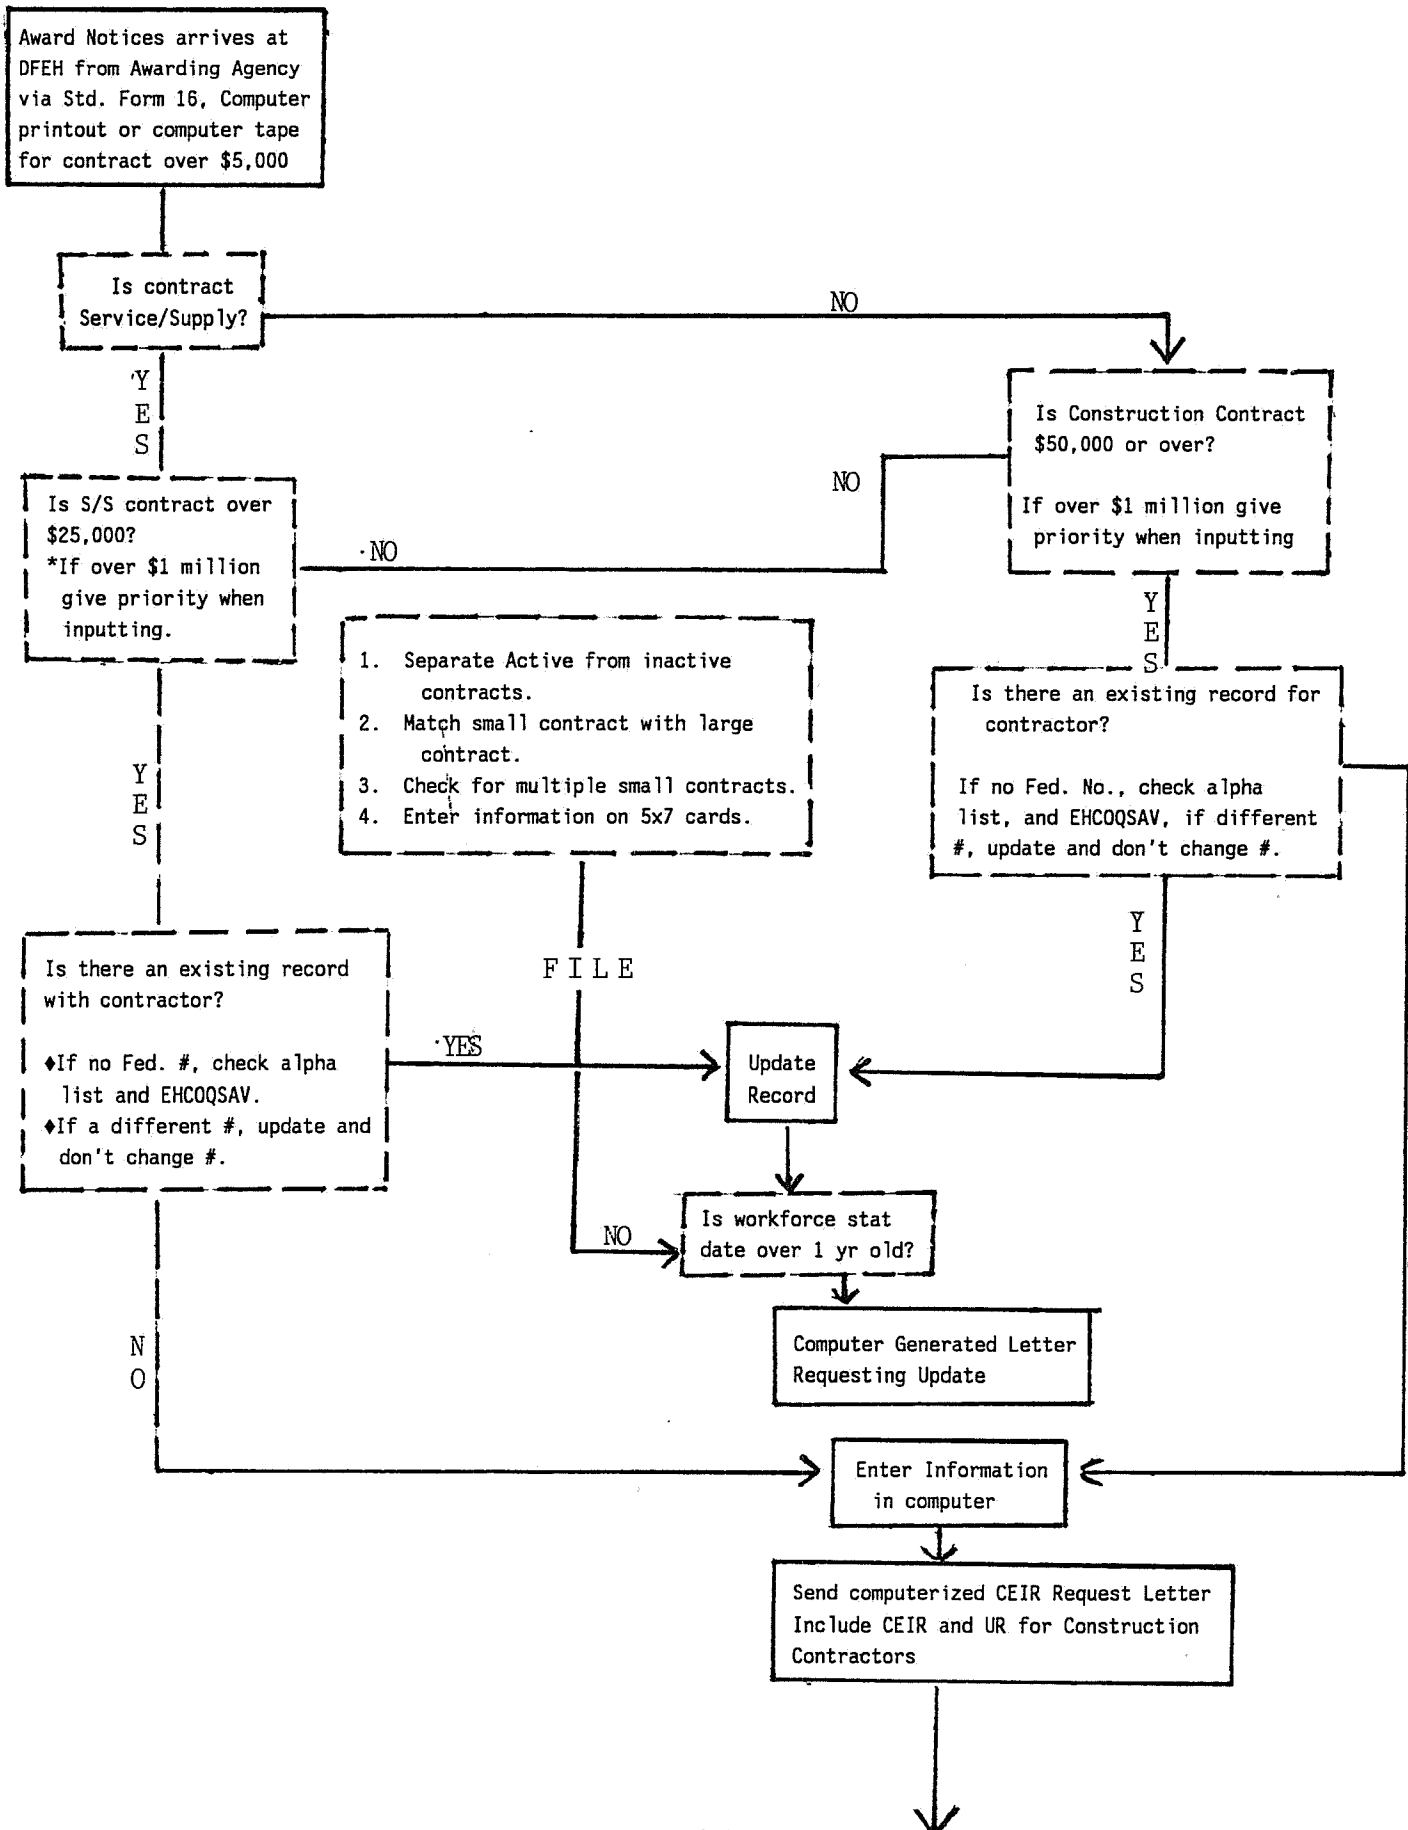 Award Notices arrives at
DFEH from Awarding Agency
via Std. Form 16, Computer
printout or computer tape
for contract over $5,000
Is contract
Service/Supply?
NO
YES
Is Construction Contract
$50,000 or over?
If over $1 million give
priority when inputting
NO
Is S/S contract over
$25,000?
*If over $1 million
give priority when
inputting.
NO
YES
1. Separate Active from inactive
contracts.
2. Match small contract with large
contract.
3. Check for multiple small contracts.
4. Enter information on 5x7 cards.
Is there an existing record for
contractor?
If no Fed. No., check alpha
list, and EHCOQSAV, if different
#, update and don't change #.
YES
YES
Is there an existing record
with contractor?
♦If no Fed. #, check alpha
list and EHCOQSAV.
♦If a different #, update and
don't change #.
FILE
YES
YES
Update
Record
Is workforce stat
date over 1 yr old?
NO
Computer Generated Letter
Requesting Update
NO
Enter Information
in computer
Send computerized CEIR Request Letter
Include CEIR and UR for Construction
Contractors